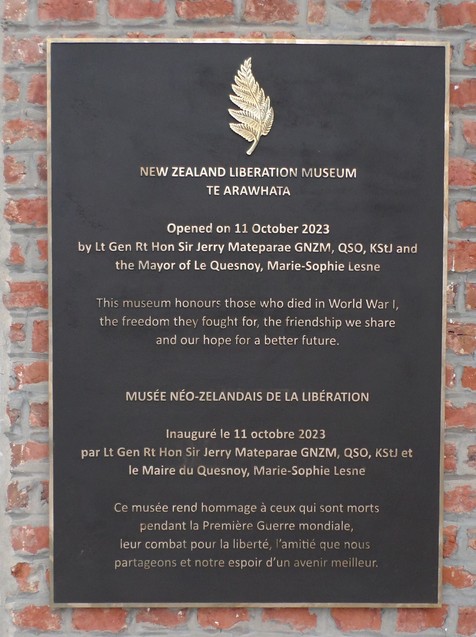 NEW ZEALAND LIBERATION MUSEUM
TE ARAWHATA
Opened on 11 October 2023
by Lt Gen Rt Hon Sir Jerry Mateparae GNZM, QSO, KStJ and
the Mayor of Le Quesnoy, Marie-Sophie Lesne
This museum honours those who died in World War I,
the freedom they fought for, the friendship we share
and our hope for a better future.
MUSÉE NÉO-ZELANDAIS DE LA LIBÉRATION
Inauguré le 11 octobre 2023
par Lt Gen Rt Hon Sir Jerry Mateparae GNZM, QSO, KStJ et
le Maire du Quesnoy, Marie-Sophie Lesne
Ce musée rend hommage à ceux qui sont morts
pendant la Première Guerre mondiale,
leur combat pour la liberté, l'amitié que nous
partageons et notre espoir d'un avenir meilleur.